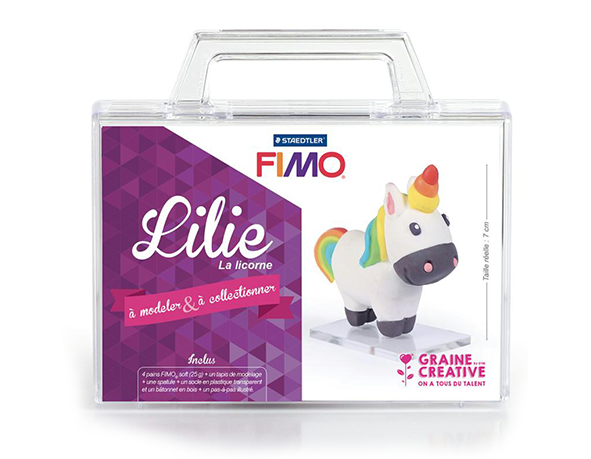 STAEDTLER
FIMO®
Lilie
La licorne
à modeler & à collectionner
Inclus
4 pains FIMO® soft (25 g) + un tapis de modelage
+ une spatule + un socle en plastique transparent
et un bâtonnet en bois + un pas-à-pas illustré
Taille réelle : 7 cm
GRAINE
CREATIVE
ON A TOUS DU TALENT